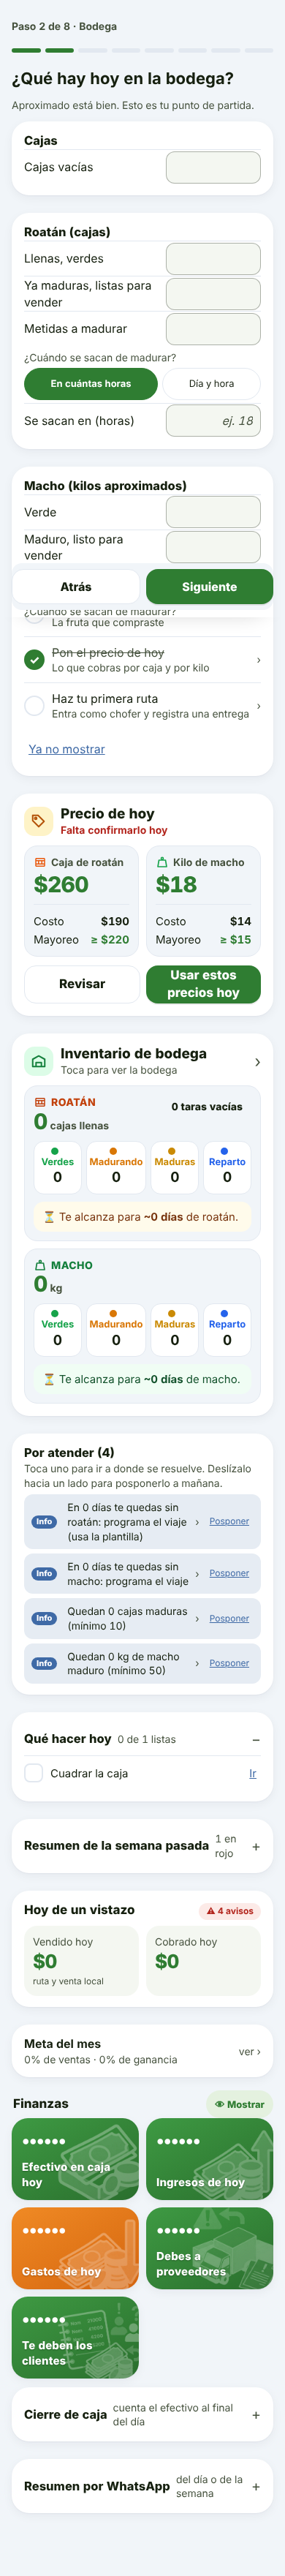 Paso 2 de 8 · Bodega
¿Qué hay hoy en la bodega?
Aproximado está bien. Esto es tu punto de partida.
Cajas
Cajas vacías
Roatán (cajas)
Llenas, verdes
Ya maduras, listas para
vender
Metidas a madurar
¿Cuándo se sacan de madurar?
En cuántas horas
Día y hora
Se sacan en (horas)
ej. 18
Macho (kilos aproximados)
Verde
Maduro, listo para
vender
Atrás
Siguiente
¿Cuándo se sacan de madurar?
La fruta que compraste
Pon el precio de hoy
Lo que cobras por caja y por kilo
›
Haz tu primera ruta
Entra como chofer y registra una entrega
›
Ya no mostrar
Precio de hoy
Falta confirmarlo hoy
Caja de roatán
$260
Costo $190
Mayoreo ≥ $220
Kilo de macho
$18
Costo $14
Mayoreo ≥ $15
Revisar
Usar estos
precios hoy
Inventario de bodega
Toca para ver la bodega
›
ROATÁN
0 taras vacías
0 cajas llenas
Verdes Madurando Maduras Reparto
0 0 0 0
⏳ Te alcanza para ~0 días de roatán.
MACHO
0 kg
Verdes Madurando Maduras Reparto
0 0 0 0
⏳ Te alcanza para ~0 días de macho.
Por atender (4)
Toca uno para ir a donde se resuelve. Deslízalo
hacia un lado para posponerlo a mañana.
Info
En 0 días te quedas sin
roatán: programa el viaje
(usa la plantilla)
› Posponer
Info
En 0 días te quedas sin
macho: programa el viaje
› Posponer
Info
Quedan 0 cajas maduras
(mínimo 10)
› Posponer
Info
Quedan 0 kg de macho
maduro (mínimo 50)
› Posponer
Qué hacer hoy 0 de 1 listas −
Cuadrar la caja Ir
Resumen de la semana pasada 1 en
rojo
+
Hoy de un vistazo
4 avisos
Vendido hoy
$0
ruta y venta local
Cobrado hoy
$0
Meta del mes
0% de ventas · 0% de ganancia
ver ›
Finanzas
Mostrar
••••••
Efectivo en caja
hoy
••••••
Ingresos de hoy
••••••
Gastos de hoy
••••••
Debes a
proveedores
••••••
Te deben los
clientes
Cierre de caja cuenta el efectivo al final
del día
+
Resumen por WhatsApp del día o de la
semana
+